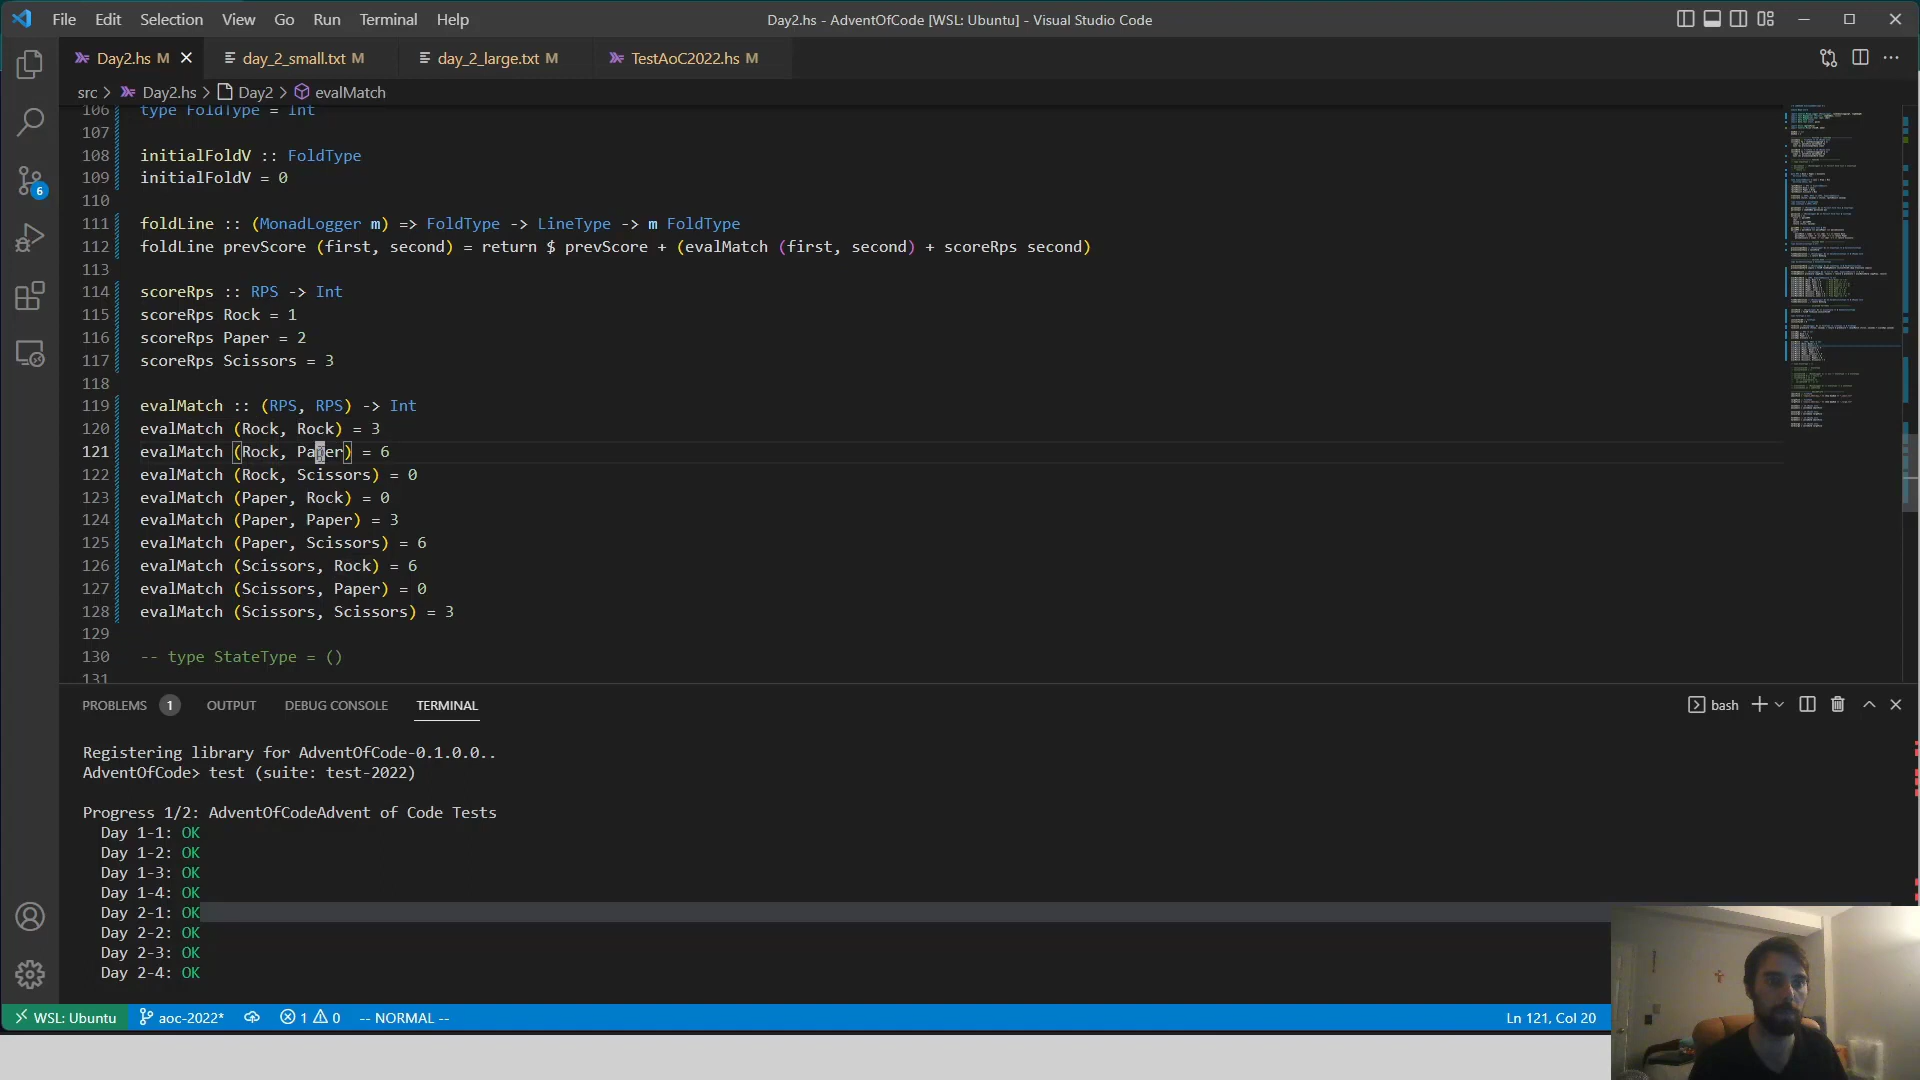 File Edit Selection View Go Run Terminal Help
Day2.hs - AdventOfCode [WSL: Ubuntu] - Visual Studio Code
Day2.hs M
day_2_small.txt M
day_2_large.txt M
TestAoC2022.hs M
src > Day2.hs > Day2 > evalMatch
106 type FoldType = Int
107
108 initialFoldV :: FoldType
109 initialFoldV = 0
110
111 foldLine :: (MonadLogger m) => FoldType -> LineType -> m FoldType
112 foldLine prevScore (first, second) = return $ prevScore + (evalMatch (first, second) + scoreRps second)
113
114 scoreRps :: RPS -> Int
115 scoreRps Rock = 1
116 scoreRps Paper = 2
117 scoreRps Scissors = 3
118
119 evalMatch :: (RPS, RPS) -> Int
120 evalMatch (Rock, Rock) = 3
121 evalMatch (Rock, Paper) = 6
122 evalMatch (Rock, Scissors) = 0
123 evalMatch (Paper, Rock) = 0
124 evalMatch (Paper, Paper) = 3
125 evalMatch (Paper, Scissors) = 6
126 evalMatch (Scissors, Rock) = 6
127 evalMatch (Scissors, Paper) = 0
128 evalMatch (Scissors, Scissors) = 3
129
130 -- type StateType = ()
131
6
PROBLEMS 1 OUTPUT DEBUG CONSOLE TERMINAL
bash
Registering library for AdventOfCode-0.1.0.0..
AdventOfCode> test (suite: test-2022)
Progress 1/2: AdventOfCodeAdvent of Code Tests
Day 1-1: OK
Day 1-2: OK
Day 1-3: OK
Day 1-4: OK
Day 2-1: OK
Day 2-2: OK
Day 2-3: OK
Day 2-4: OK
WSL: Ubuntu aoc-2022* 1 0 -- NORMAL --
Ln 121, Col 20